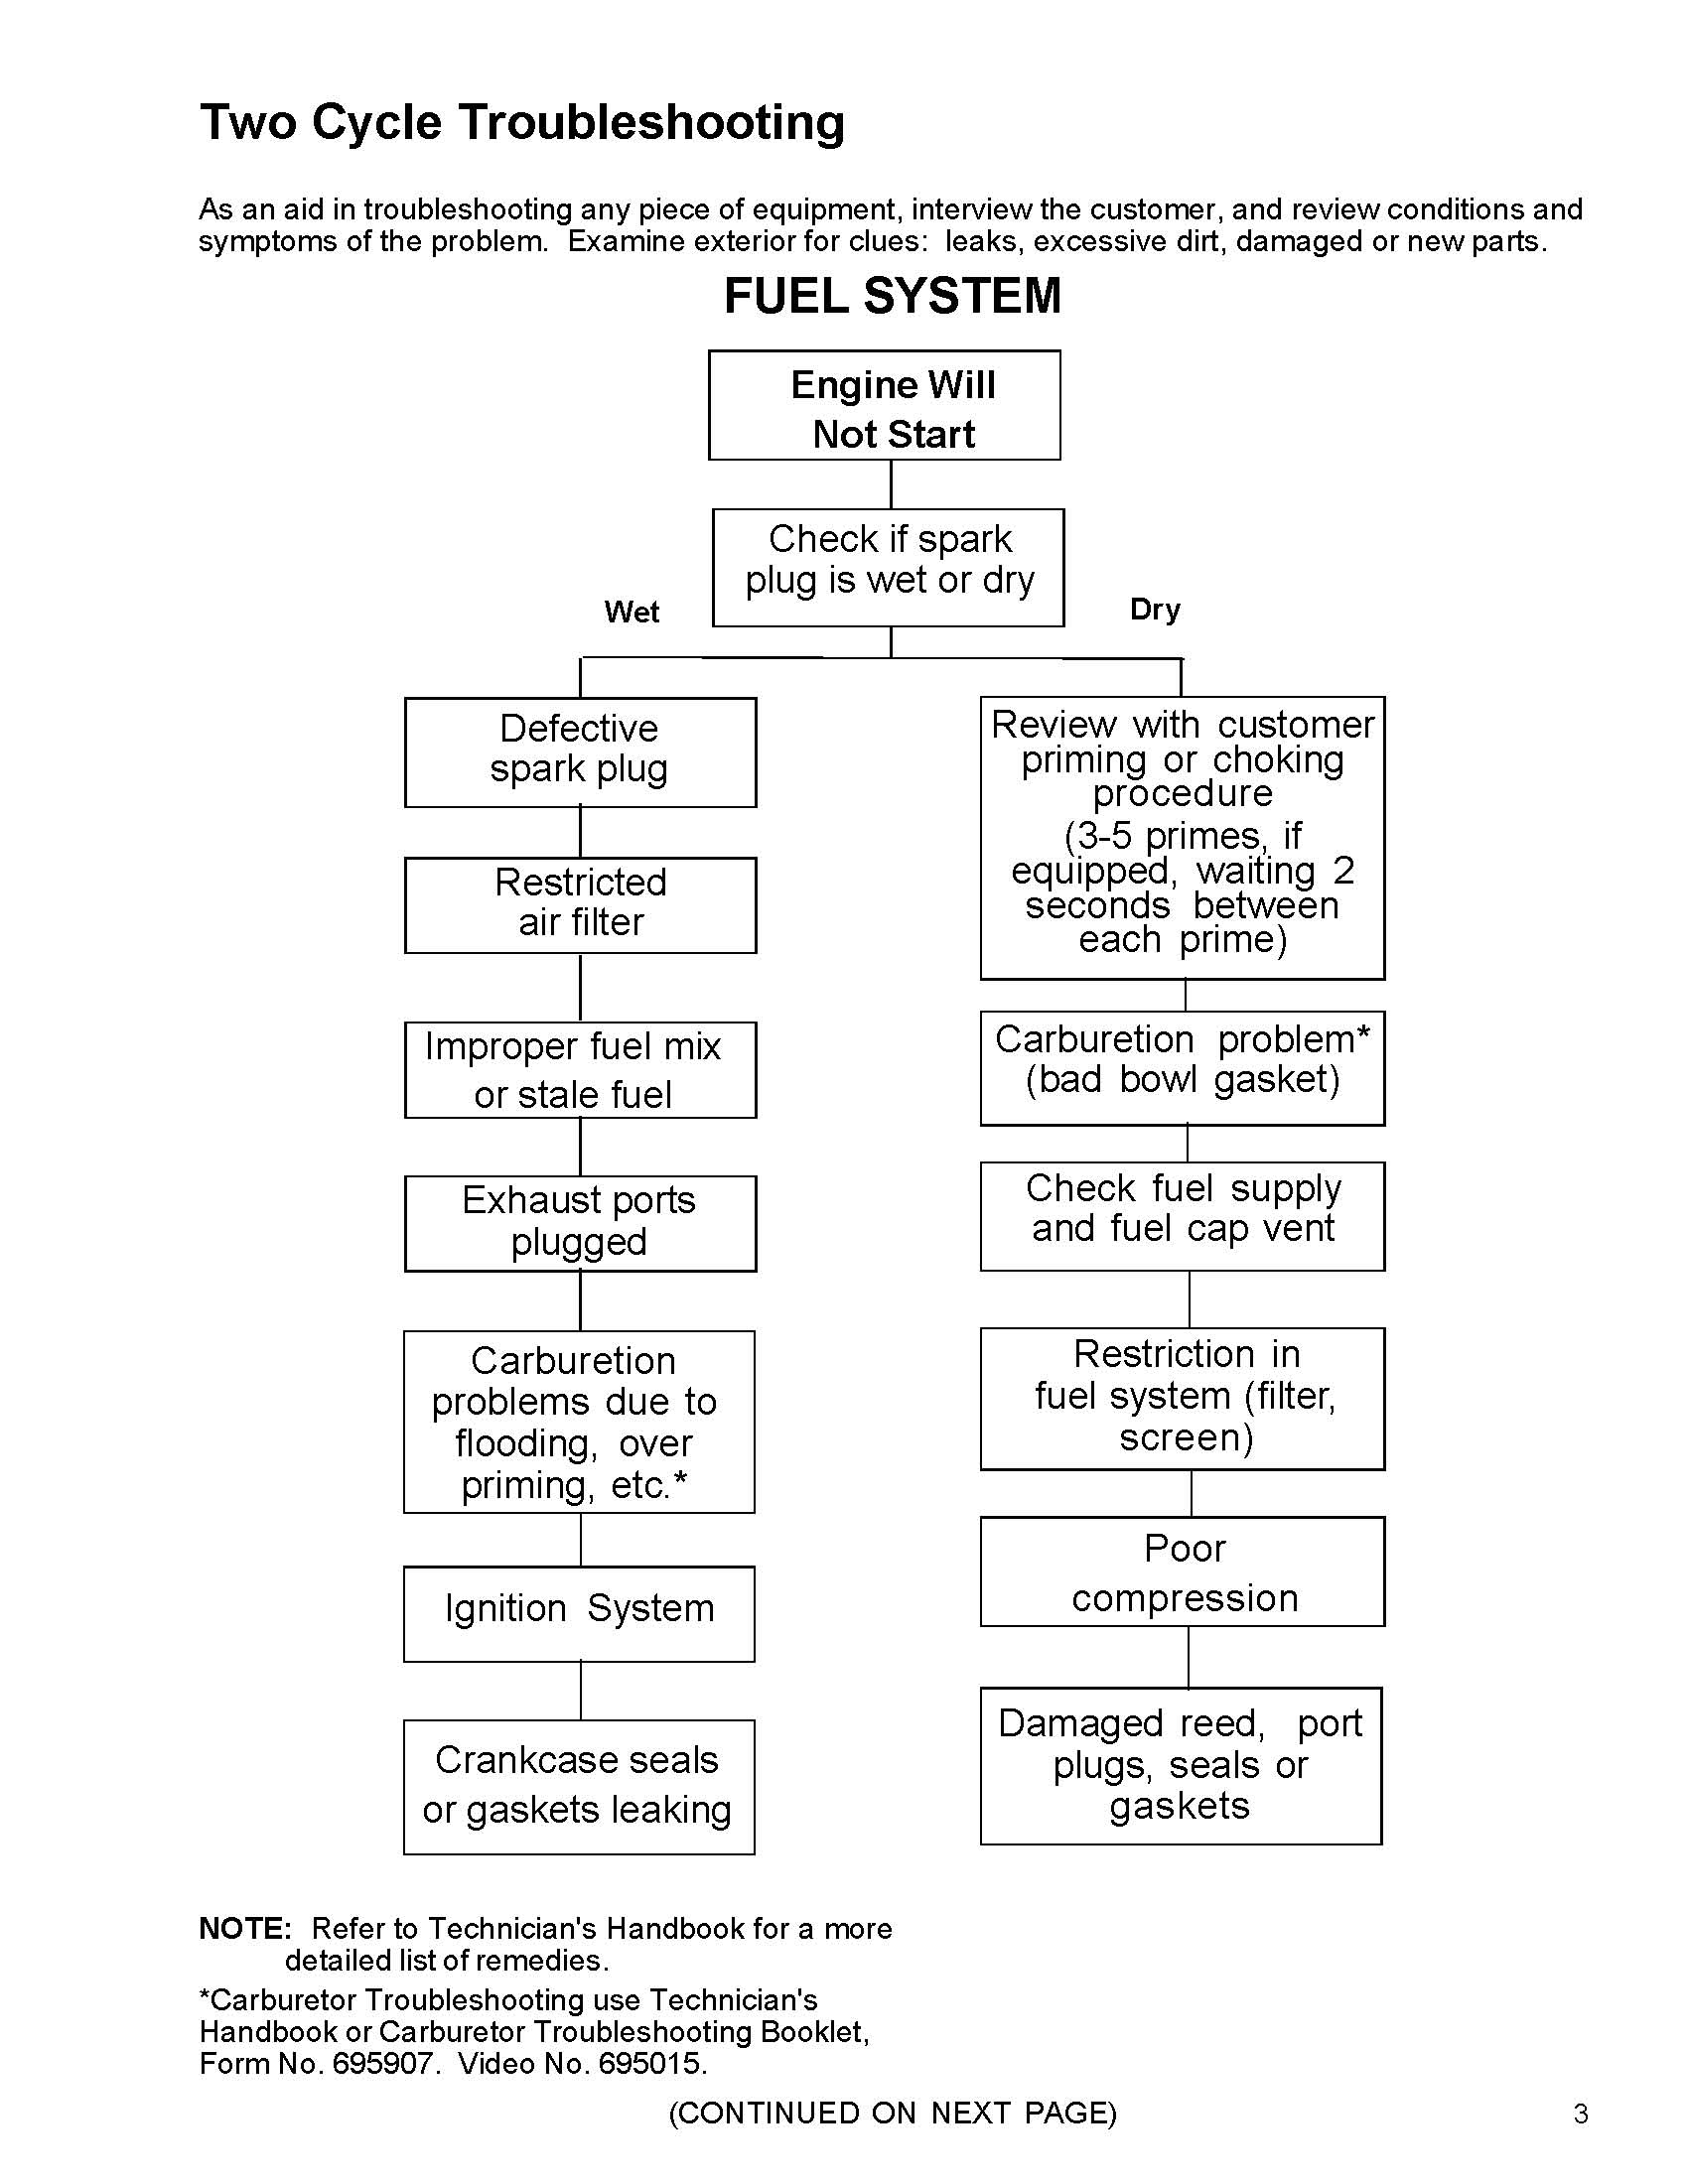 Two Cycle Troubleshooting
As an aid in troubleshooting any piece of equipment, interview the customer, and review conditions and
symptoms of the problem.  Examine exterior for clues:  leaks, excessive dirt, damaged or new parts.
FUEL SYSTEM
Engine Will
Not Start
Check if spark
plug is wet or dry
Wet
Dry
Defective
spark plug
Restricted
air filter
Improper fuel mix
or stale fuel
Exhaust ports
plugged
Carburetion
problems due to
flooding, over
priming, etc.*
Ignition System
Crankcase seals
or gaskets leaking
Review with customer
priming or choking
procedure
(3-5 primes, if
equipped, waiting 2
seconds between
each prime)
Carburetion problem*
(bad bowl gasket)
Check fuel supply
and fuel cap vent
Restriction in
fuel system (filter,
screen)
Poor
compression
Damaged reed, port
plugs, seals or
gaskets
NOTE:  Refer to Technician's Handbook for a more
detailed list of remedies.
*Carburetor Troubleshooting use Technician's
Handbook or Carburetor Troubleshooting Booklet,
Form No. 695907.  Video No. 695015.
(CONTINUED ON NEXT PAGE)
3